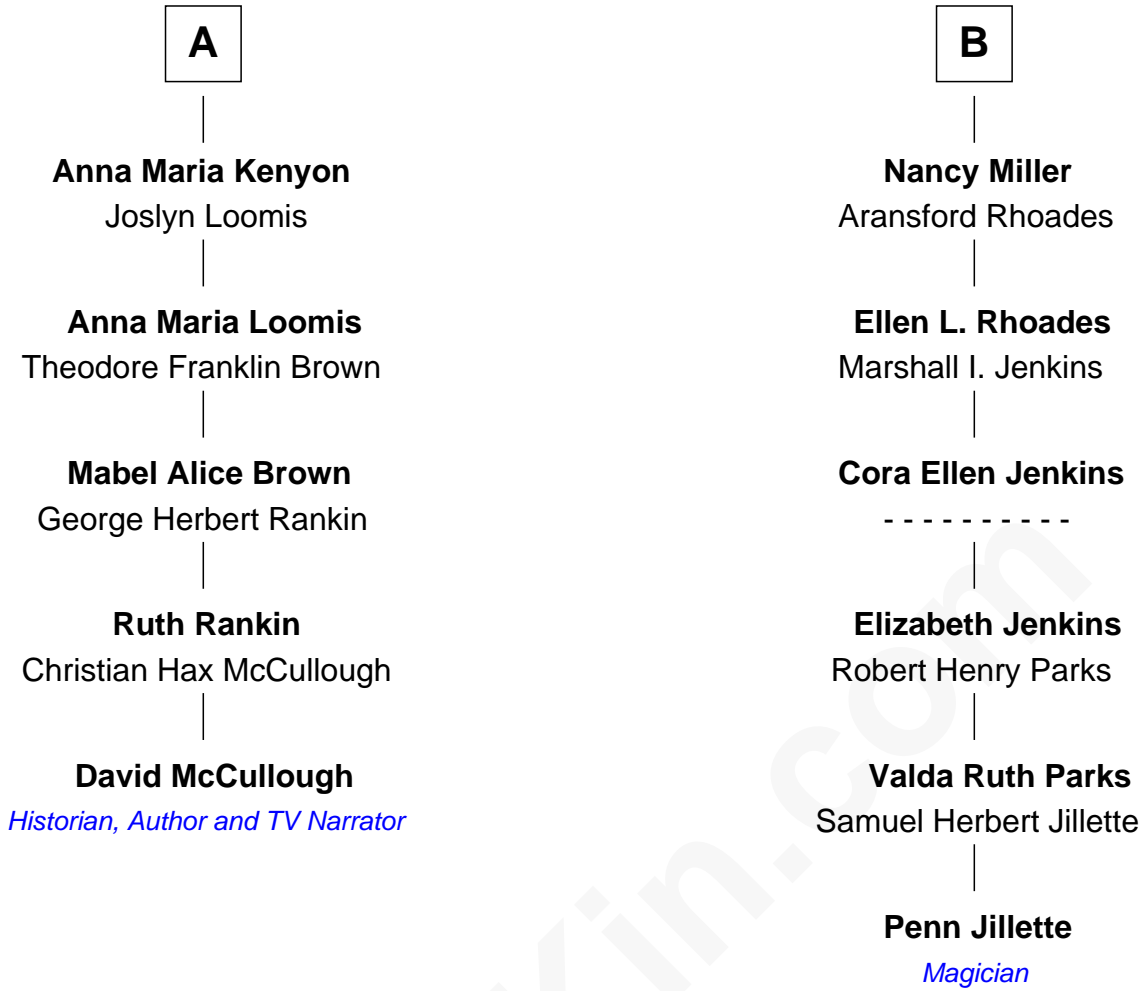 A
Anna Maria Kenyon
Joslyn Loomis
Anna Maria Loomis
Theodore Franklin Brown
Mabel Alice Brown
George Herbert Rankin
Ruth Rankin
Christian Hax McCullough
David McCullough
Historian, Author and TV Narrator
B
Nancy Miller
Aransford Rhoades
Ellen L. Rhoades
Marshall I. Jenkins
Cora Ellen Jenkins
- - - - - - - - - -
Elizabeth Jenkins
Robert Henry Parks
Valda Ruth Parks
Samuel Herbert Jillette
Penn Jillette
Magician